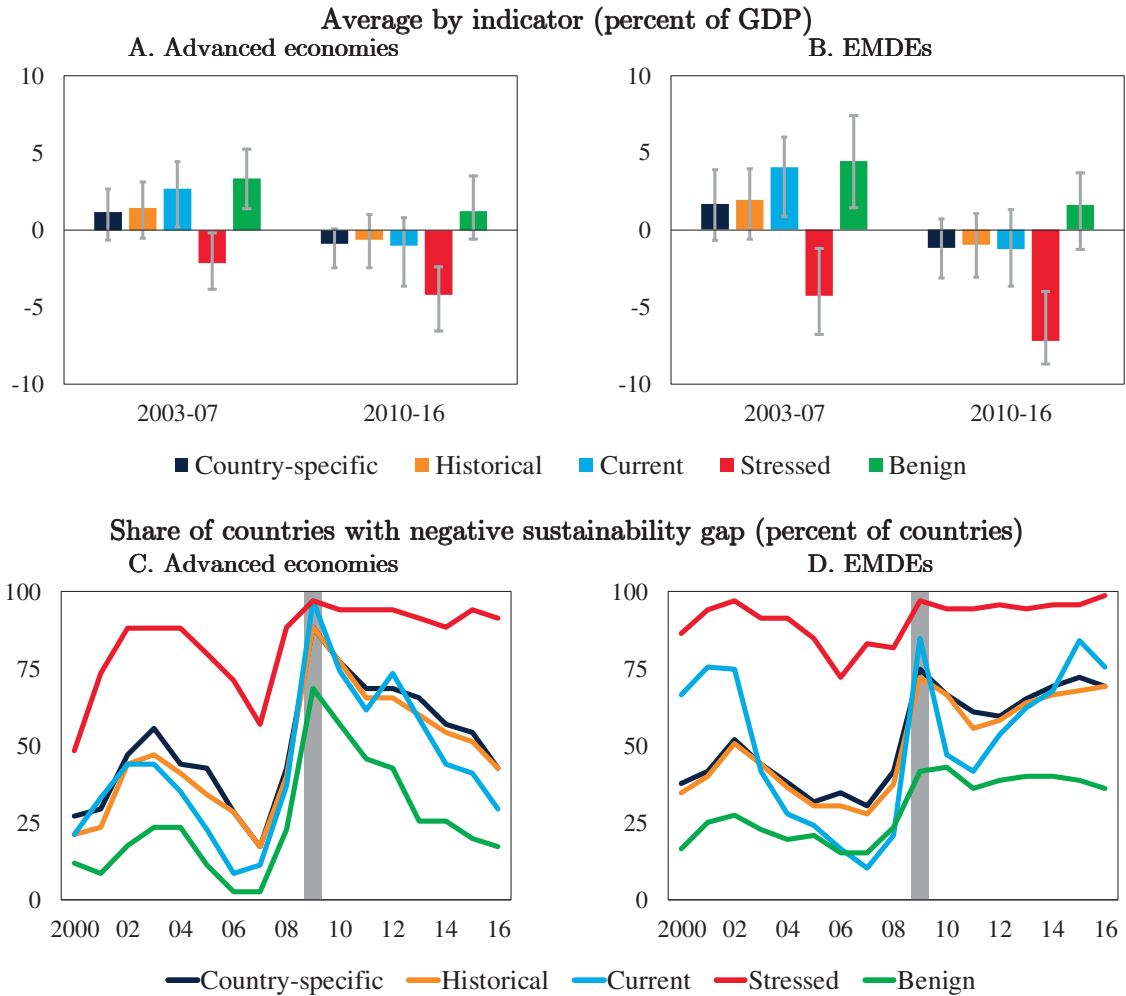 Average by indicator (percent of GDP)
A. Advanced economies
B. EMDEs
10
5
0
-5
-10
2003-07
2010-16
10
5
0
-5
-10
2003-07
2010-16
Country-specific Historical Current Stressed Benign
Share of countries with negative sustainability gap (percent of countries)
C. Advanced economies
D. EMDEs
100
75
50
25
0
2000 02 04 06 08 10 12 14 16
100
75
50
25
0
2000 02 04 06 08 10 12 14 16
Country-specific Historical Current Stressed Benign